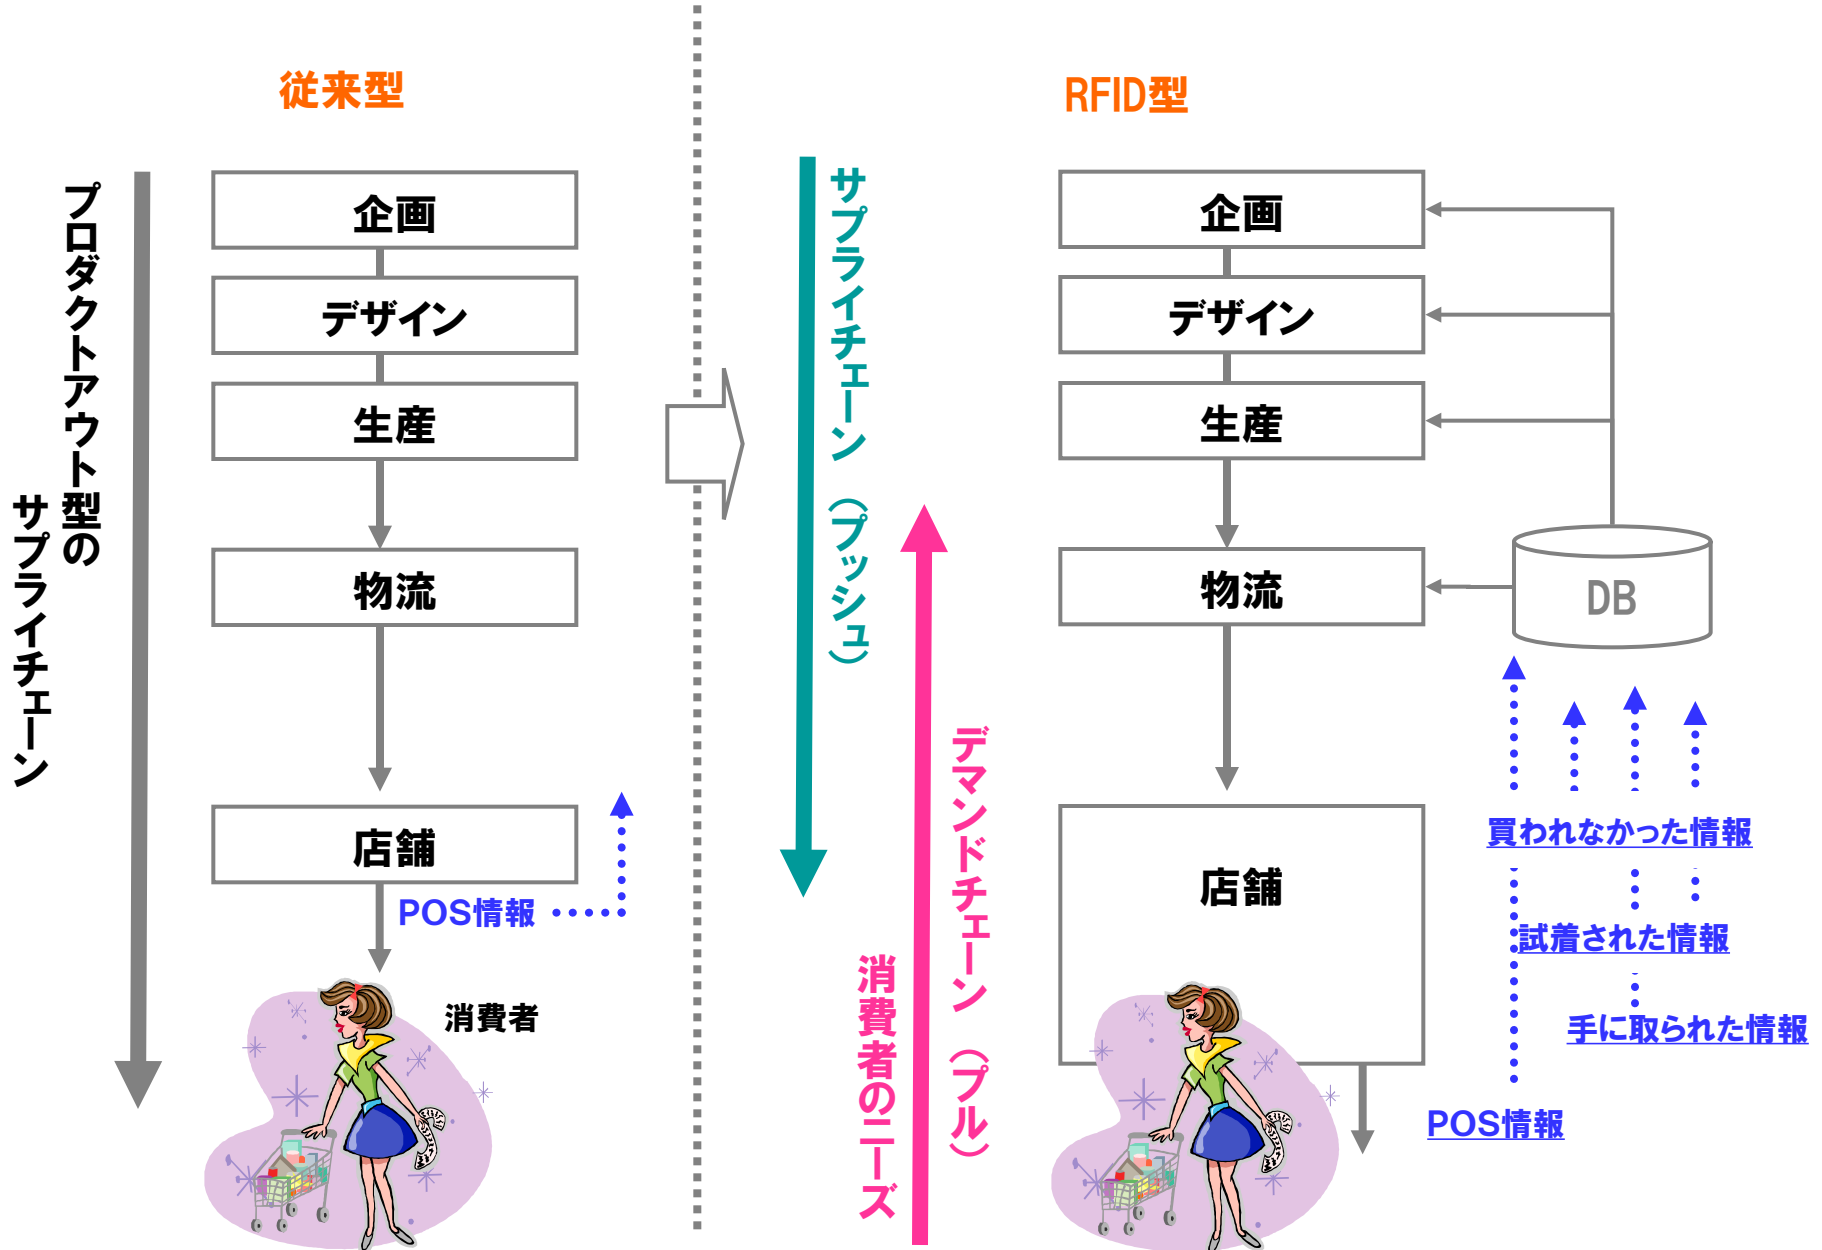 従来型
プロダクトアウト型の
サプライチェーン
企画
デザイン
生産
物流
店舗
POS情報
消費者
RFID型
サプライチェーン（プッシュ）
デマンドチェーン（プル）
消費者のニーズ
企画
デザイン
生産
物流
DB
店舗
買われなかった情報
試着された情報
手に取られた情報
POS情報